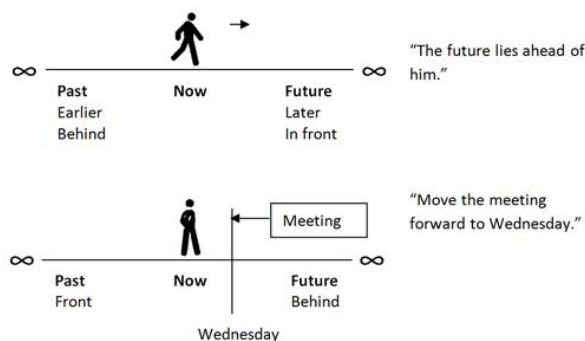 "The future lies ahead of
him."
∞ ∞
Past Now Future
Earlier Later
Behind In front
"Move the meeting
forward to Wednesday."
Meeting
∞ ∞
Past Now Future
Front Behind
Wednesday